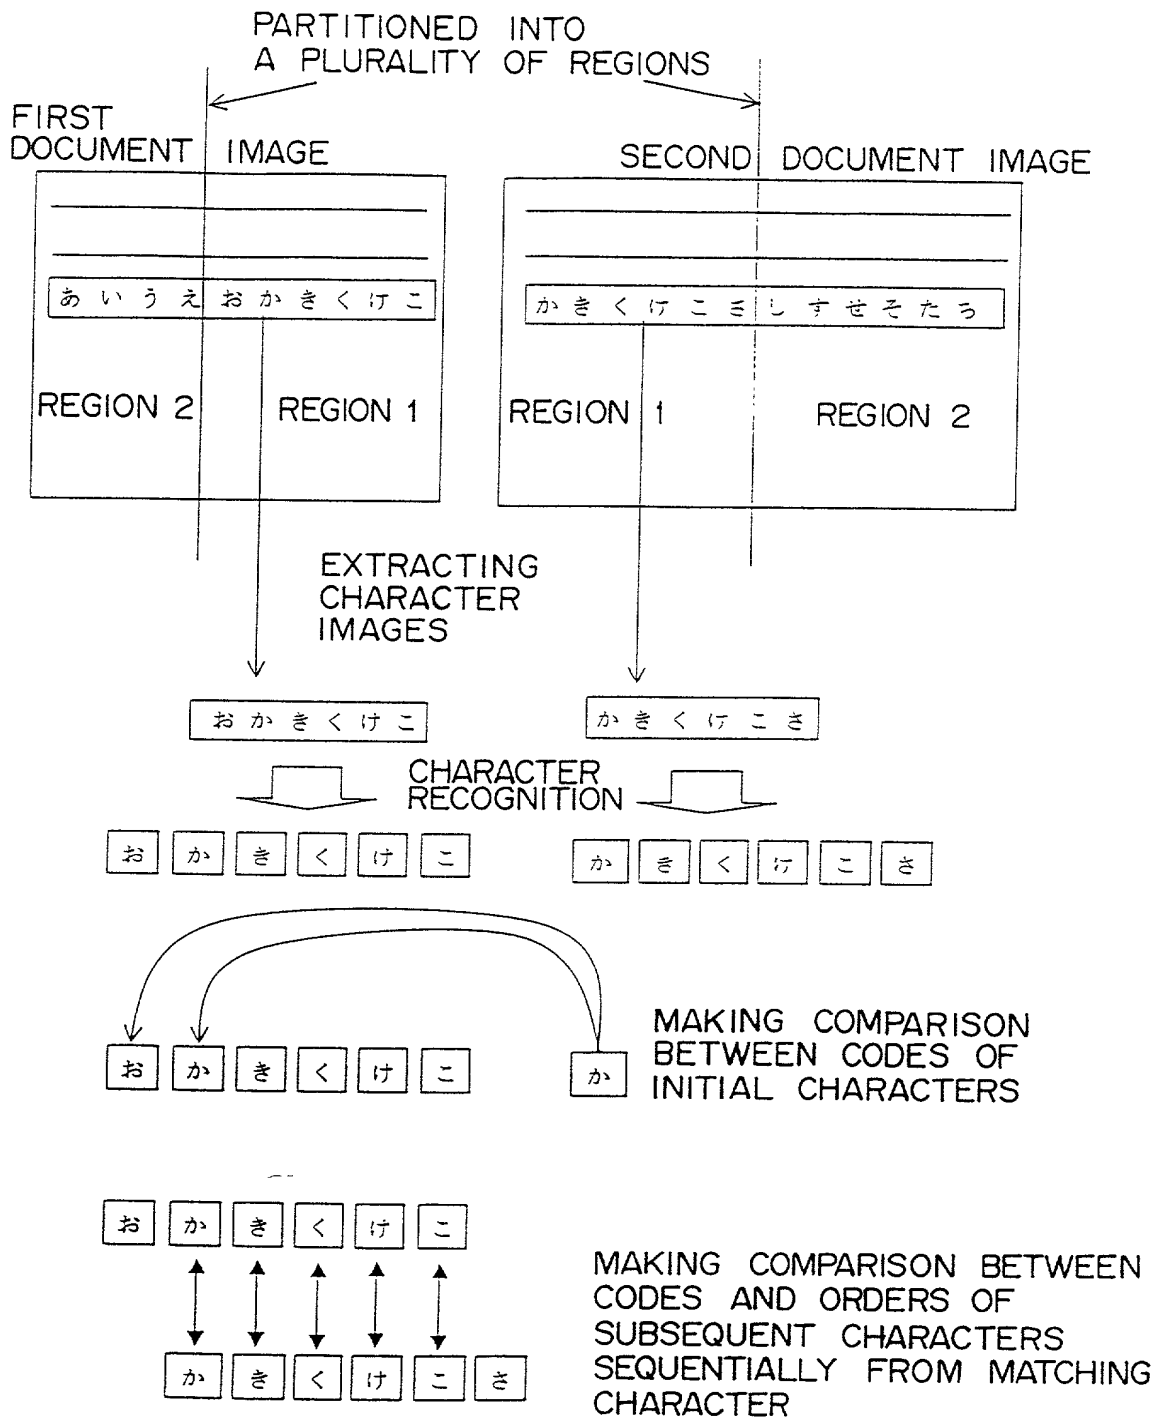 PARTITIONED INTO
A PLURALITY OF REGIONS
FIRST
DOCUMENT IMAGE
SECOND DOCUMENT IMAGE
あいうえおかきくけこ
かきくけこさしすせそたち
REGION 2
REGION 1
REGION 1
REGION 2
EXTRACTING
CHARACTER
IMAGES
おかきくけこ
かきくけこさ
CHARACTER
RECOGNITION
おかきくけこ
かきくけこさ
おかきくけこ
か
MAKING COMPARISON
BETWEEN CODES OF
INITIAL CHARACTERS
おかきくけこ
かきくけこさ
MAKING COMPARISON BETWEEN
CODES AND ORDERS OF
SUBSEQUENT CHARACTERS
SEQUENTIALLY FROM MATCHING
CHARACTER